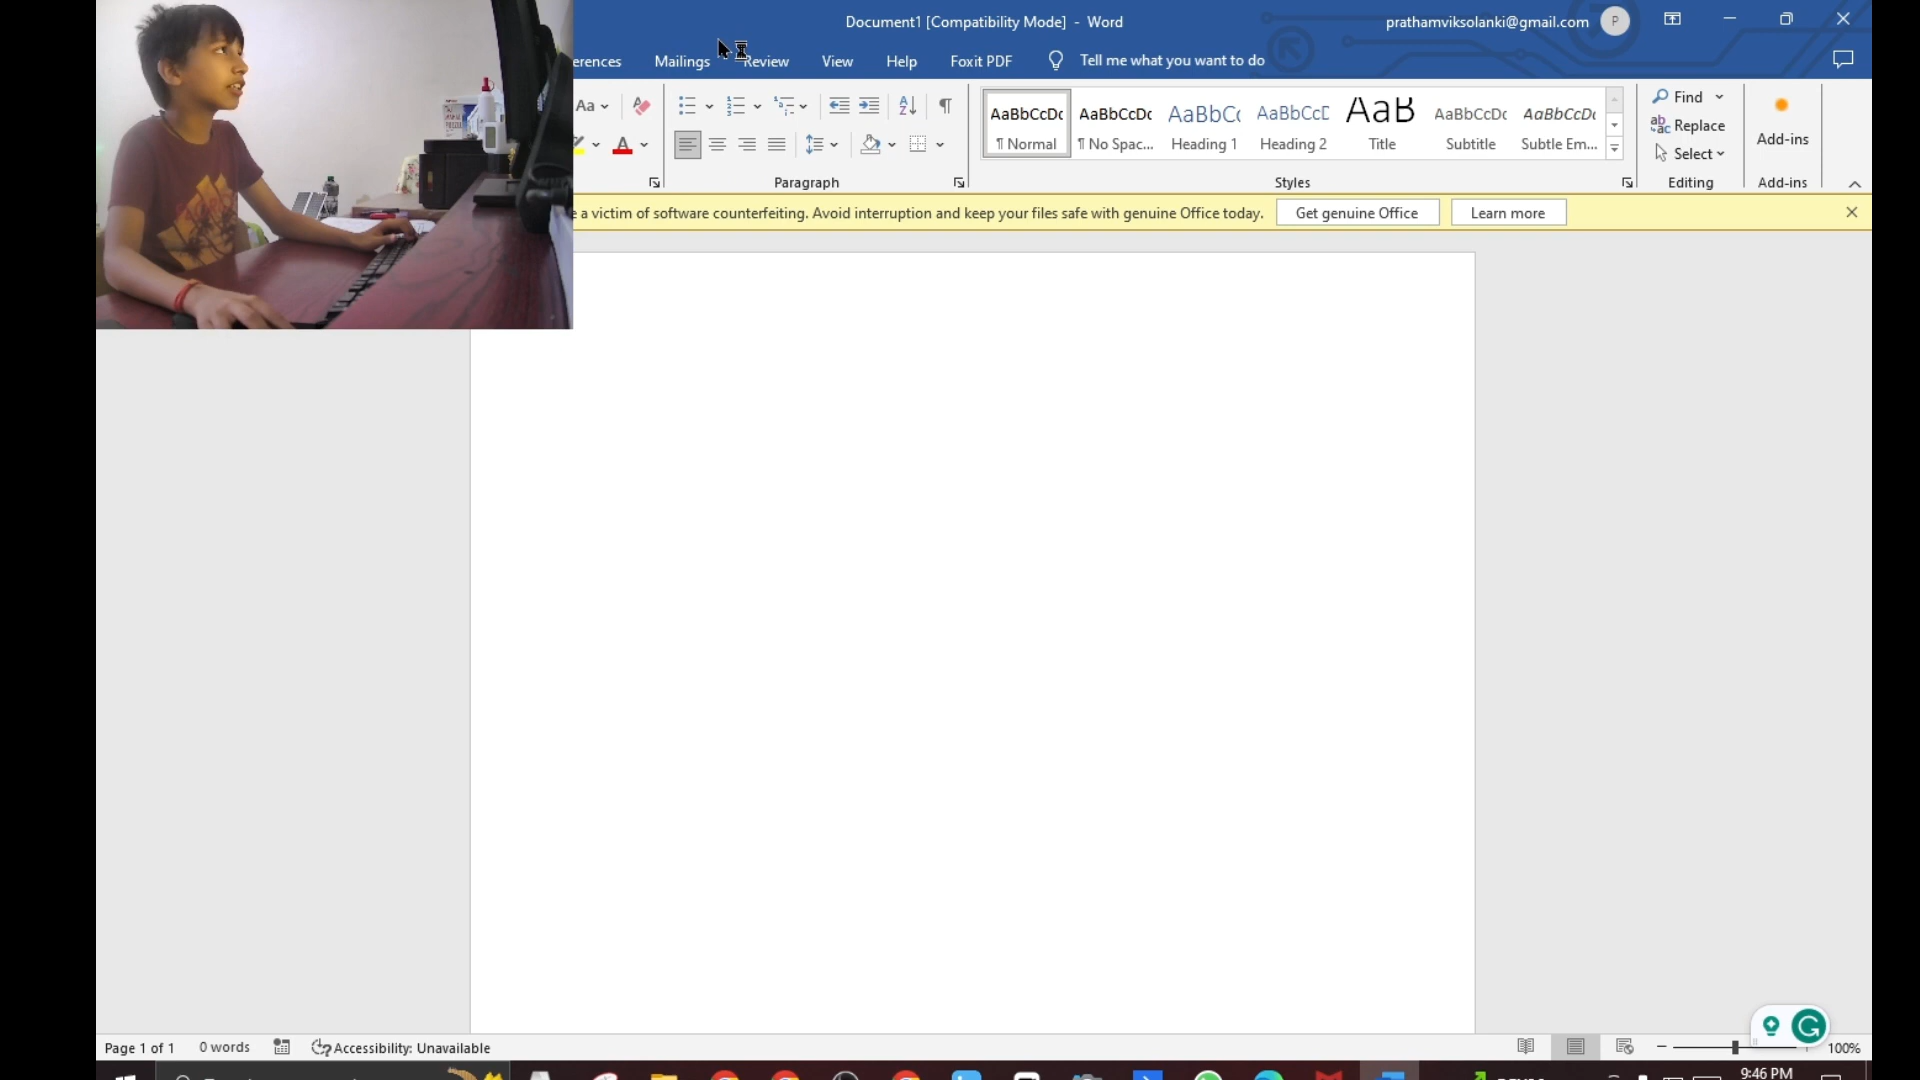 Document1 [Compatibility Mode] - Word
prathamviksolanki@gmail.com
P
erences
Mailings
Review
View
Help
Foxit PDF
Tell me what you want to do
Aa
AaBbCcDc
AaBbCcDc
AaBbCc
AaBbCcD
AaB
AaBbCcDc
AaBbCcDc
¶ Normal
¶ No Spac...
Heading 1
Heading 2
Title
Subtitle
Subtle Em...
Find
Replace
Select
Add-ins
Paragraph
Styles
Editing
Add-ins
e a victim of software counterfeiting. Avoid interruption and keep your files safe with genuine Office today.
Get genuine Office
Learn more
Page 1 of 1
0 words
Accessibility: Unavailable
100%
9:46 PM